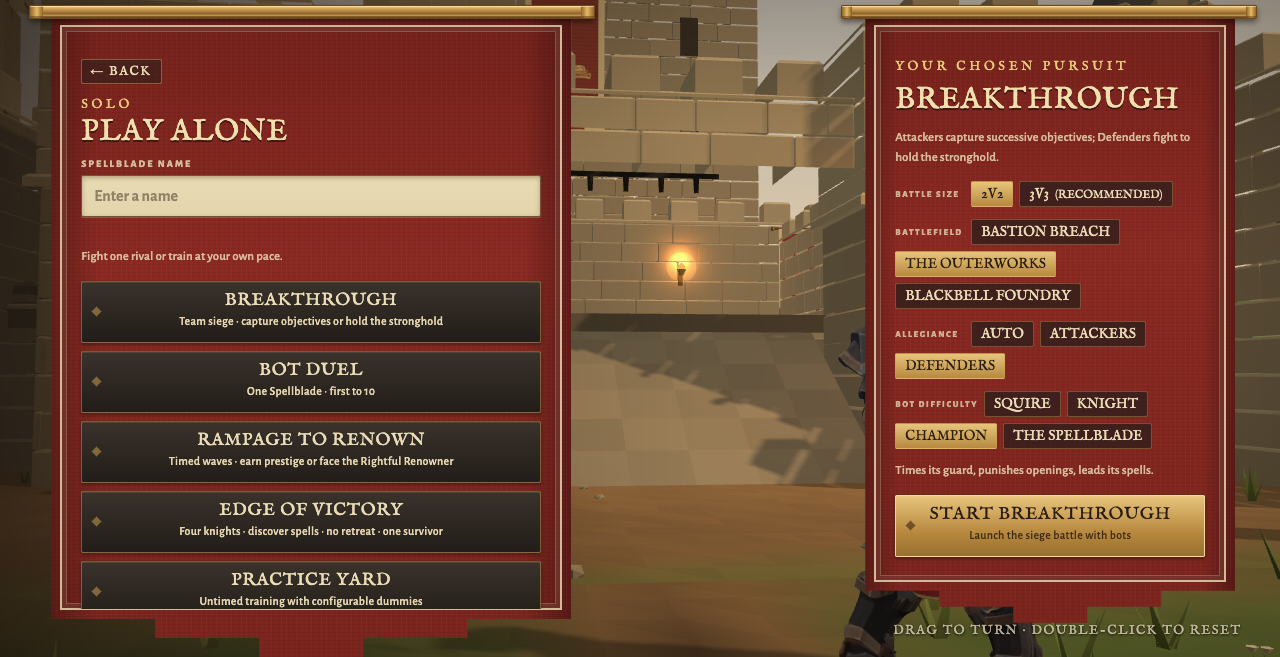 ← BACK
SOLO
PLAY ALONE
SPELLBLADE NAME
Enter a name
Fight one rival or train at your own pace.
BREAKTHROUGH
Team siege · capture objectives or hold the stronghold
BOT DUEL
One Spellblade · first to 10
RAMPAGE TO RENOWN
Timed waves · earn prestige or face the Rightful Renowner
EDGE OF VICTORY
Four knights · discover spells · no retreat · one survivor
PRACTICE YARD
Untimed training with configurable dummies
YOUR CHOSEN PURSUIT
BREAKTHROUGH
Attackers capture successive objectives; Defenders fight to
hold the stronghold.
BATTLE SIZE 2V2 3V3 (RECOMMENDED)
BATTLEFIELD BASTION BREACH
THE OUTERWORKS
BLACKBELL FOUNDRY
ALLEGIANCE AUTO ATTACKERS
DEFENDERS
BOT DIFFICULTY SQUIRE KNIGHT
CHAMPION THE SPELLBLADE
Times its guard, punishes openings, leads its spells.
START BREAKTHROUGH
Launch the siege battle with bots
DRAG TO TURN · DOUBLE-CLICK TO RESET